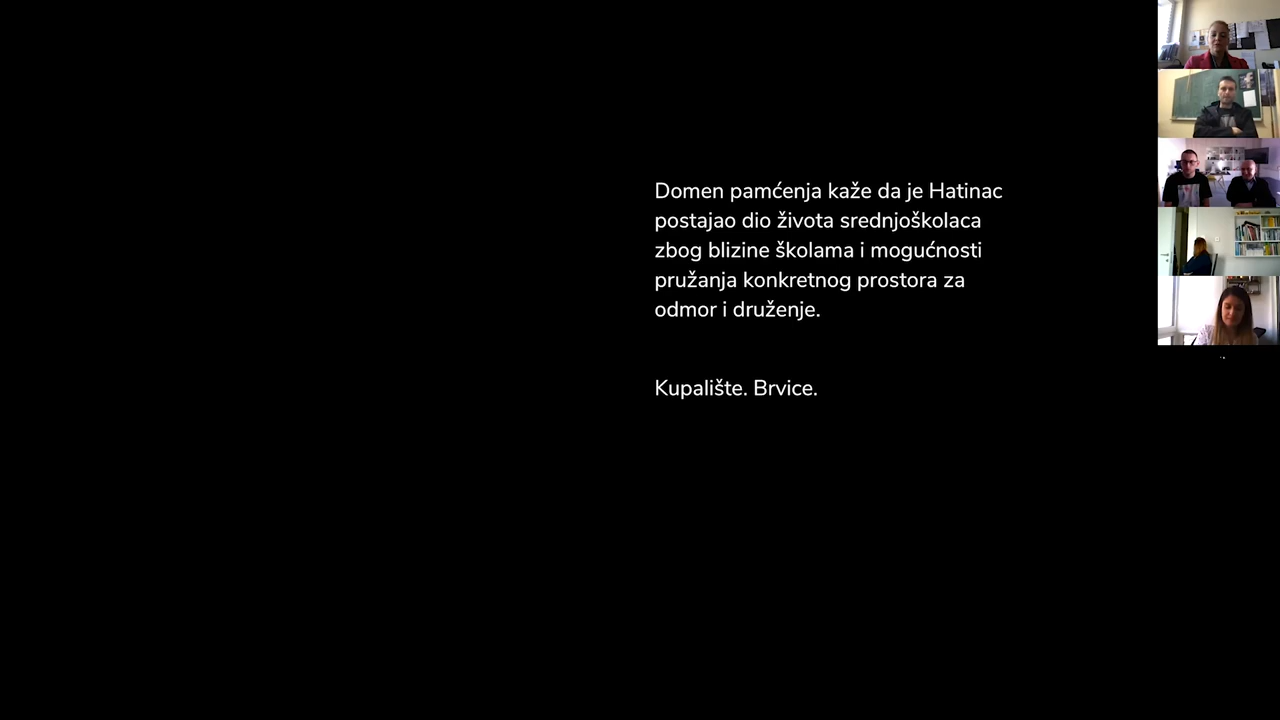 Domen pamćenja kaže da je Hatinac
postajao dio života srednjoškolaca
zbog blizine školama i mogućnosti
pružanja konkretnog prostora za
odmor i druženje.
Kupalište. Brvice.